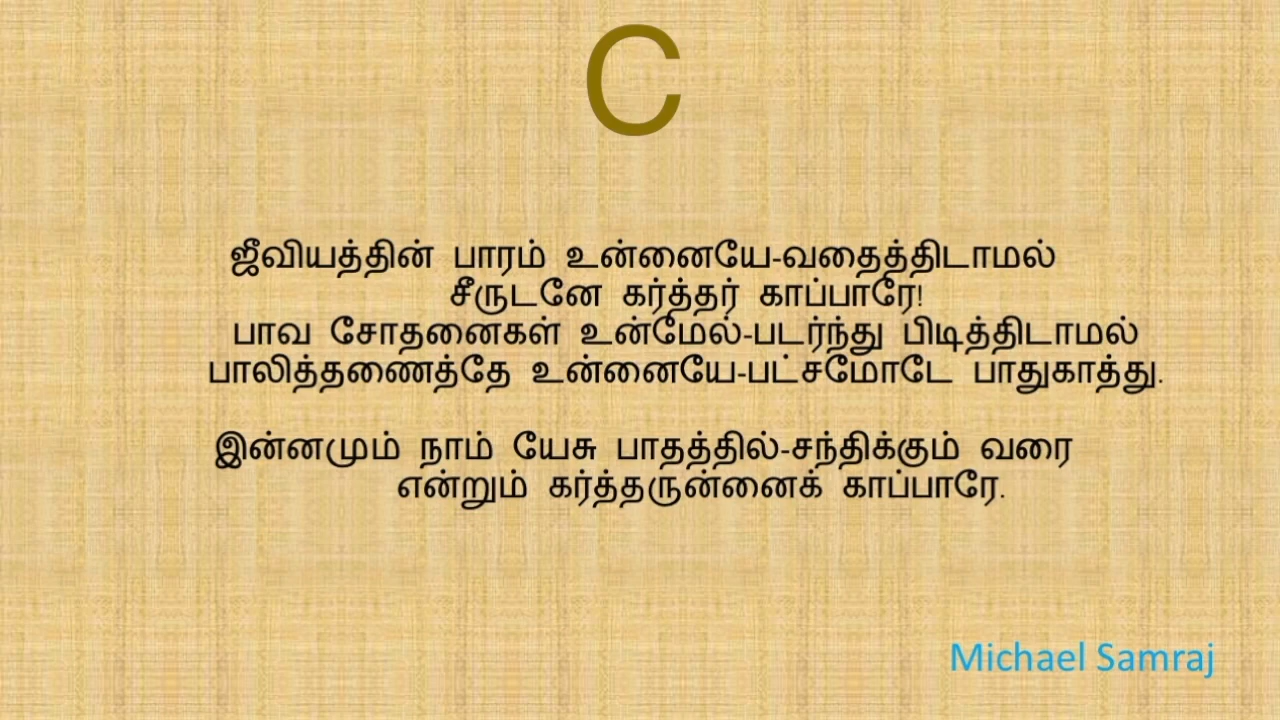 C
ஜீவியத்தின் பாரம் உன்னையே-வதைத்திடாமல்
சீருடனே கர்த்தர் காப்பாரே!
பாவ சோதனைகள் உன்மேல்-படர்ந்து பிடித்திடாமல்
பாலித்தணைத்தே உன்னையே-பட்சமோடே பாதுகாத்து.
இன்னமும் நாம் யேசு பாதத்தில்-சந்திக்கும் வரை
என்றும் கர்த்தருன்னைக் காப்பாரே.
Michael Samraj